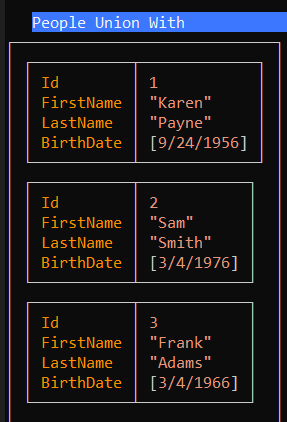 People Union With
Id 1
FirstName "Karen"
LastName "Payne"
BirthDate [9/24/1956]
Id 2
FirstName "Sam"
LastName "Smith"
BirthDate [3/4/1976]
Id 3
FirstName "Frank"
LastName "Adams"
BirthDate [3/4/1966]